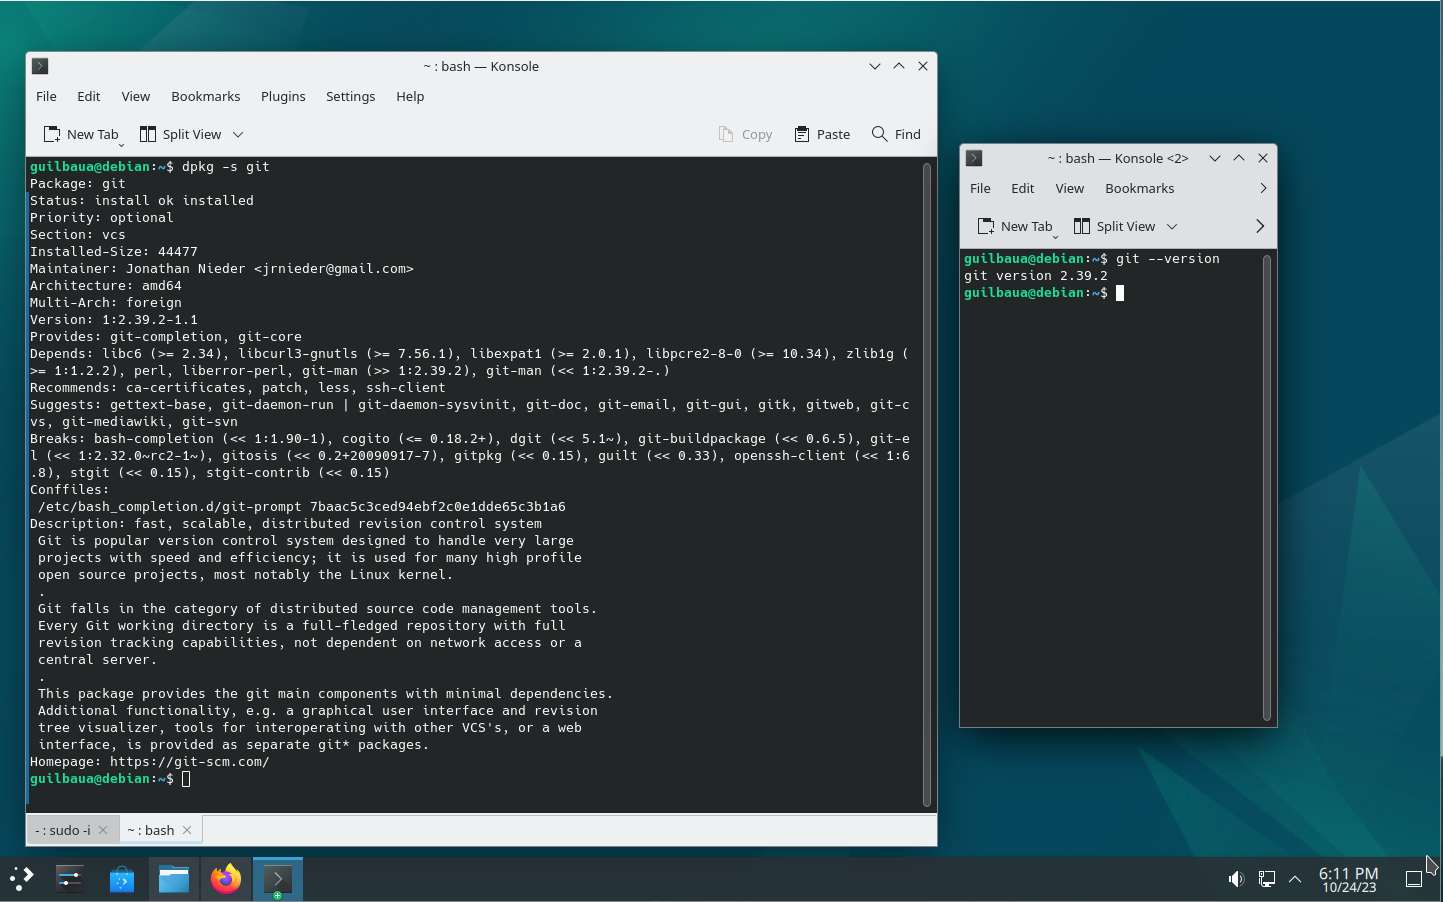 ~ : bash — Konsole
File Edit View Bookmarks Plugins Settings Help
New Tab Split View Copy Paste Find
guilbaua@debian:~$ dpkg -s git
Package: git
Status: install ok installed
Priority: optional
Section: vcs
Installed-Size: 44477
Maintainer: Jonathan Nieder <jrnieder@gmail.com>
Architecture: amd64
Multi-Arch: foreign
Version: 1:2.39.2-1.1
Provides: git-completion, git-core
Depends: libc6 (>= 2.34), libcurl3-gnutls (>= 7.56.1), libexpat1 (>= 2.0.1), libpcre2-8-0 (>= 10.34), zlib1g (
>= 1:1.2.2), perl, liberror-perl, git-man (>> 1:2.39.2), git-man (<< 1:2.39.2-.)
Recommends: ca-certificates, patch, less, ssh-client
Suggests: gettext-base, git-daemon-run | git-daemon-sysvinit, git-doc, git-email, git-gui, gitk, gitweb, git-c
vs, git-mediawiki, git-svn
Breaks: bash-completion (<< 1:1.90-1), cogito (<= 0.18.2+), dgit (<< 5.1~), git-buildpackage (<< 0.6.5), git-e
l (<< 1:2.32.0~rc2-1~), gitosis (<< 0.2+20090917-7), gitpkg (<< 0.15), guilt (<< 0.33), openssh-client (<< 1:6
.8), stgit (<< 0.15), stgit-contrib (<< 0.15)
Conffiles:
 /etc/bash_completion.d/git-prompt 7baac5c3ced94ebf2c0e1dde65c3b1a6
Description: fast, scalable, distributed revision control system
 Git is popular version control system designed to handle very large
 projects with speed and efficiency; it is used for many high profile
 open source projects, most notably the Linux kernel.
 .
 Git falls in the category of distributed source code management tools.
 Every Git working directory is a full-fledged repository with full
 revision tracking capabilities, not dependent on network access or a
 central server.
 .
 This package provides the git main components with minimal dependencies.
 Additional functionality, e.g. a graphical user interface and revision
 tree visualizer, tools for interoperating with other VCS's, or a web
 interface, is provided as separate git* packages.
Homepage: https://git-scm.com/
guilbaua@debian:~$
- : sudo -i ~ : bash
~ : bash — Konsole <2>
File Edit View Bookmarks
New Tab Split View
guilbaua@debian:~$ git --version
git version 2.39.2
guilbaua@debian:~$
6:11 PM
10/24/23